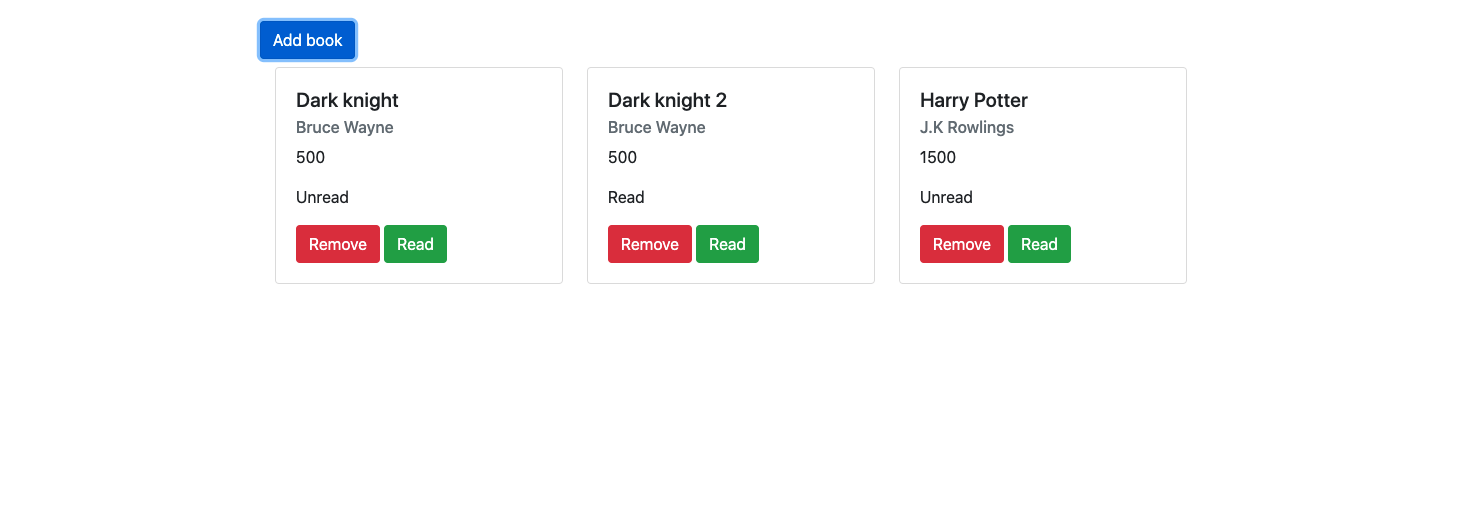 Add book
Dark knight
Bruce Wayne
500
Unread
Remove Read
Dark knight 2
Bruce Wayne
500
Read
Remove Read
Harry Potter
J.K Rowlings
1500
Unread
Remove Read